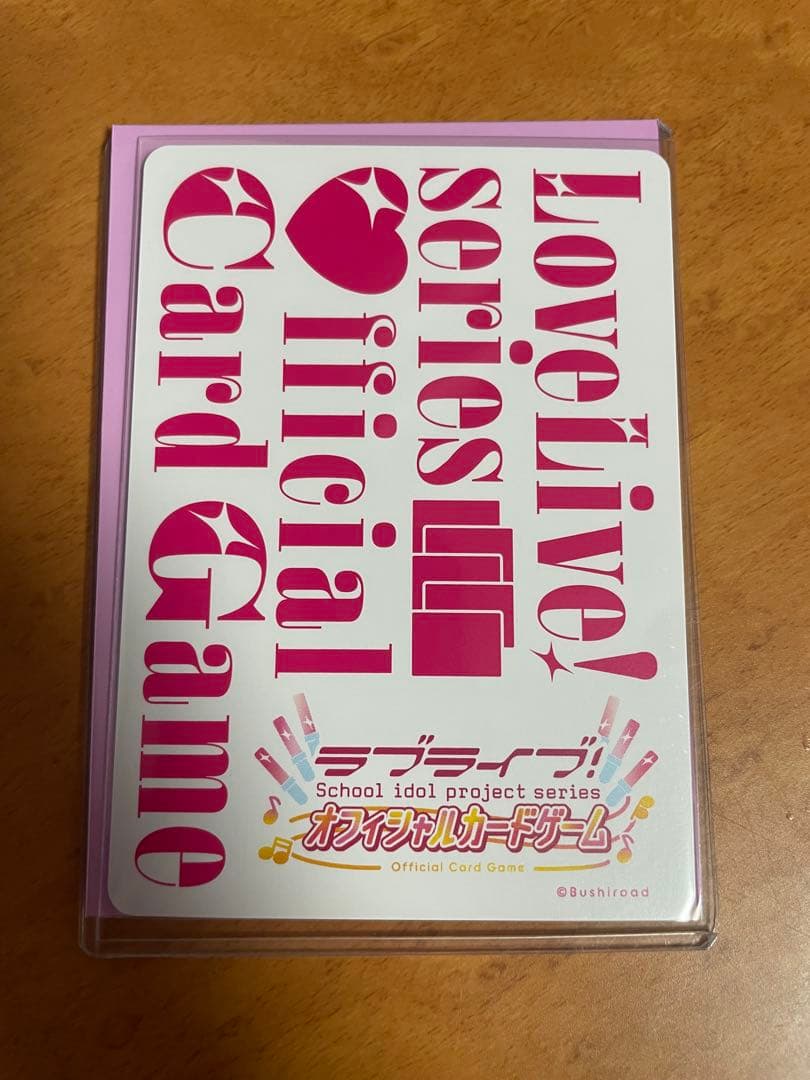 LoveLive!
series
fficial
Card Game
ラブライブ!
School idol project series
オフィシャルカードゲーム
Official Card Game
©Bushiroad